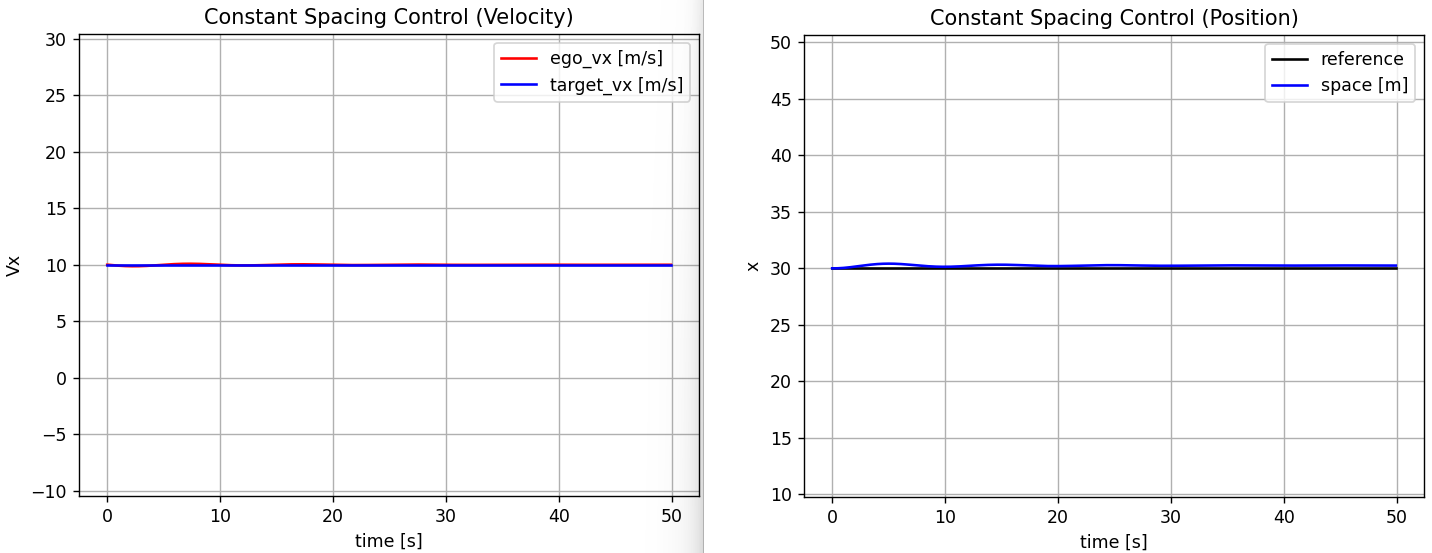 Constant Spacing Control (Velocity)
30
25
20
15
10
5
0
−5
−10
Vx
ego_vx [m/s]
target_vx [m/s]
0 10 20 30 40 50
time [s]
Constant Spacing Control (Position)
50
45
40
35
30
25
20
15
10
x
reference
space [m]
0 10 20 30 40 50
time [s]